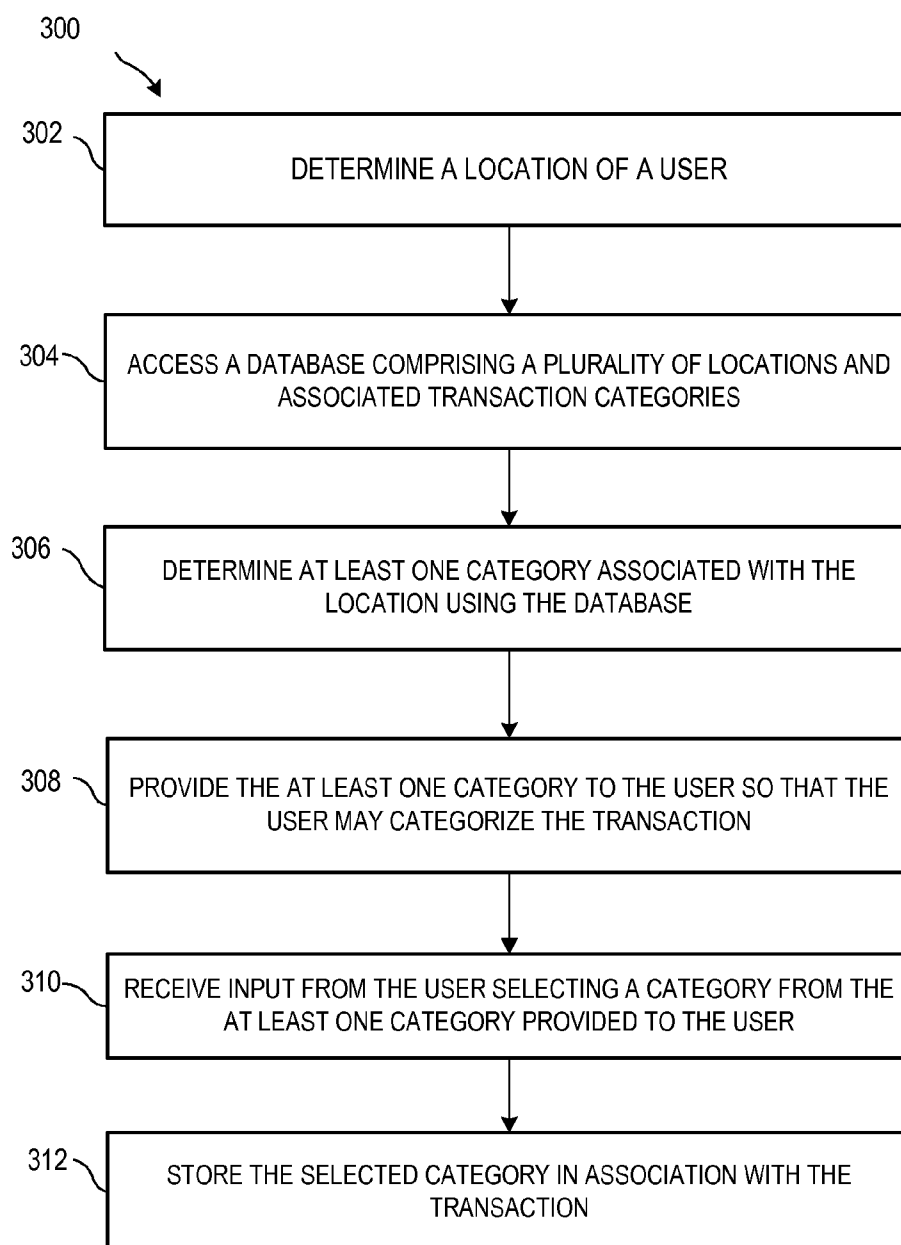 300
302
DETERMINE A LOCATION OF A USER
304
ACCESS A DATABASE COMPRISING A PLURALITY OF LOCATIONS AND
ASSOCIATED TRANSACTION CATEGORIES
306
DETERMINE AT LEAST ONE CATEGORY ASSOCIATED WITH THE
LOCATION USING THE DATABASE
308
PROVIDE THE AT LEAST ONE CATEGORY TO THE USER SO THAT THE
USER MAY CATEGORIZE THE TRANSACTION
310
RECEIVE INPUT FROM THE USER SELECTING A CATEGORY FROM THE
AT LEAST ONE CATEGORY PROVIDED TO THE USER
312
STORE THE SELECTED CATEGORY IN ASSOCIATION WITH THE
TRANSACTION